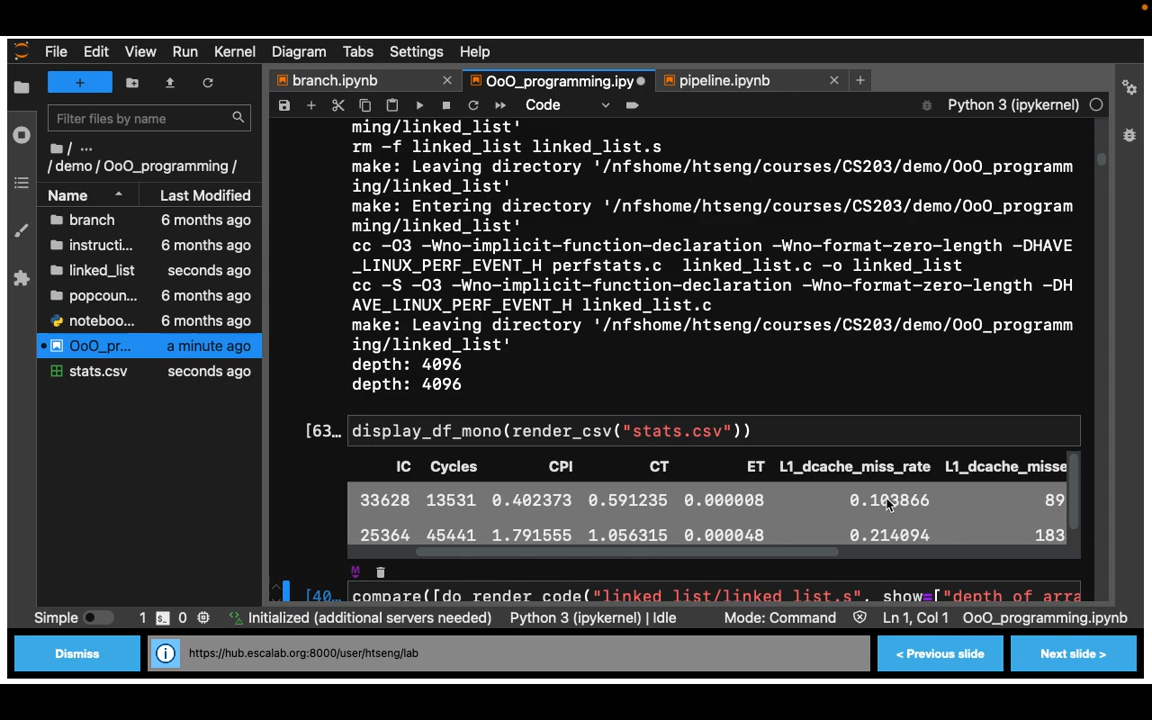 File Edit View Run Kernel Diagram Tabs Settings Help
+
Filter files by name
/ ...
/ demo / OoO_programming /
Name Last Modified
branch 6 months ago
instructi... 6 months ago
linked_list seconds ago
popcoun... 6 months ago
noteboo... 6 months ago
OoO_pr... a minute ago
stats.csv seconds ago
branch.ipynb OoO_programming.ipy pipeline.ipynb +
Code Python 3 (ipykernel)
ming/linked_list'
rm -f linked_list linked_list.s
make: Leaving directory '/nfshome/htseng/courses/CS203/demo/OoO_programm
ing/linked_list'
make: Entering directory '/nfshome/htseng/courses/CS203/demo/OoO_program
ming/linked_list'
cc -O3 -Wno-implicit-function-declaration -Wno-format-zero-length -DHAVE
_LINUX_PERF_EVENT_H perfstats.c  linked_list.c -o linked_list
cc -S -O3 -Wno-implicit-function-declaration -Wno-format-zero-length -DH
AVE_LINUX_PERF_EVENT_H linked_list.c
make: Leaving directory '/nfshome/htseng/courses/CS203/demo/OoO_programm
ing/linked_list'
depth: 4096
depth: 4096
[63... display_df_mono(render_csv("stats.csv"))
IC Cycles CPI CT ET L1_dcache_miss_rate L1_dcache_misse
33628 13531 0.402373 0.591235 0.000008 0.103866 89
25364 45441 1.791555 1.056315 0.000048 0.214094 183
M
[40... compare([do_render_code("linked_list/linked_list.s", show=["depth_of_arra
Simple 1 0 Initialized (additional servers needed) Python 3 (ipykernel) | Idle Mode: Command Ln 1, Col 1 OoO_programming.ipynb
Dismiss https://hub.escalab.org:8000/user/htseng/lab < Previous slide Next slide >